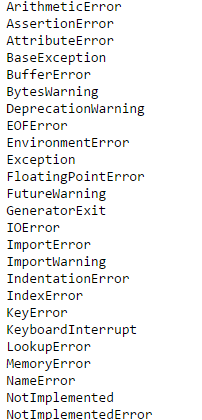 ArithmeticError
AssertionError
AttributeError
BaseException
BufferError
BytesWarning
DeprecationWarning
EOFError
EnvironmentError
Exception
FloatingPointError
FutureWarning
GeneratorExit
IOError
ImportError
ImportWarning
IndentationError
IndexError
KeyError
KeyboardInterrupt
LookupError
MemoryError
NameError
NotImplemented
NotImplementedError